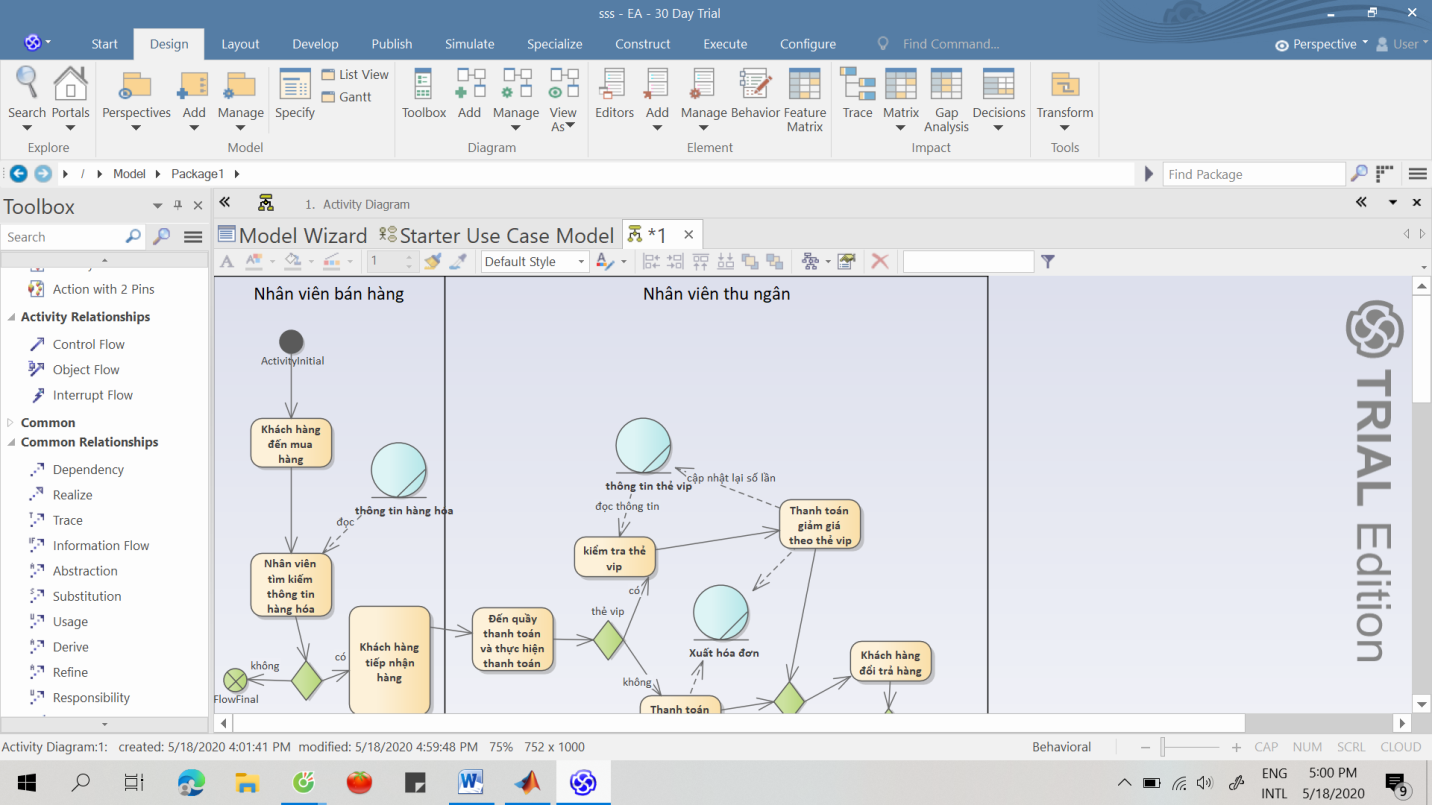 sss - EA - 30 Day Trial
Start Design Layout Develop Publish Simulate Specialize Construct Execute Configure Find Command... Perspective User
List View
Gantt
Search Portals Perspectives Add Manage Specify Toolbox Add Manage View As Editors Add Manage Behavior Feature Matrix Trace Matrix Gap Analysis Decisions Transform
Explore Model Diagram Element Impact Tools
/ Model Package1 Find Package
Toolbox
1. Activity Diagram
Search
Model Wizard Starter Use Case Model *1
1 Default Style
Action with 2 Pins
Activity Relationships
Control Flow
Object Flow
Interrupt Flow
Common
Common Relationships
Dependency
Realize
Trace
Information Flow
Abstraction
Substitution
Usage
Derive
Refine
Responsibility
Nhân viên bán hàng
ActivityInitial
Khách hàng
đến mua
hàng
thông tin hàng hóa
đọc
Nhân viên
tìm kiếm
thông tin
hàng hóa
không
có
FlowFinal
Khách hàng
tiếp nhận
hàng
Nhân viên thu ngân
thông tin thẻ vip
cập nhật lại số lần
đọc thông tin
Thanh toán
giảm giá
theo thẻ vip
kiểm tra thẻ
vip
có
thẻ vip
Đến quầy
thanh toán
và thực hiện
thanh toán
Xuất hóa đơn
không
Thanh toán
Khách hàng
đổi trả hàng
TRIAL Edition
Activity Diagram:1: created: 5/18/2020 4:01:41 PM modified: 5/18/2020 4:59:48 PM 75% 752 x 1000 Behavioral CAP NUM SCRL CLOUD
ENG 5:00 PM
INTL 5/18/2020 9